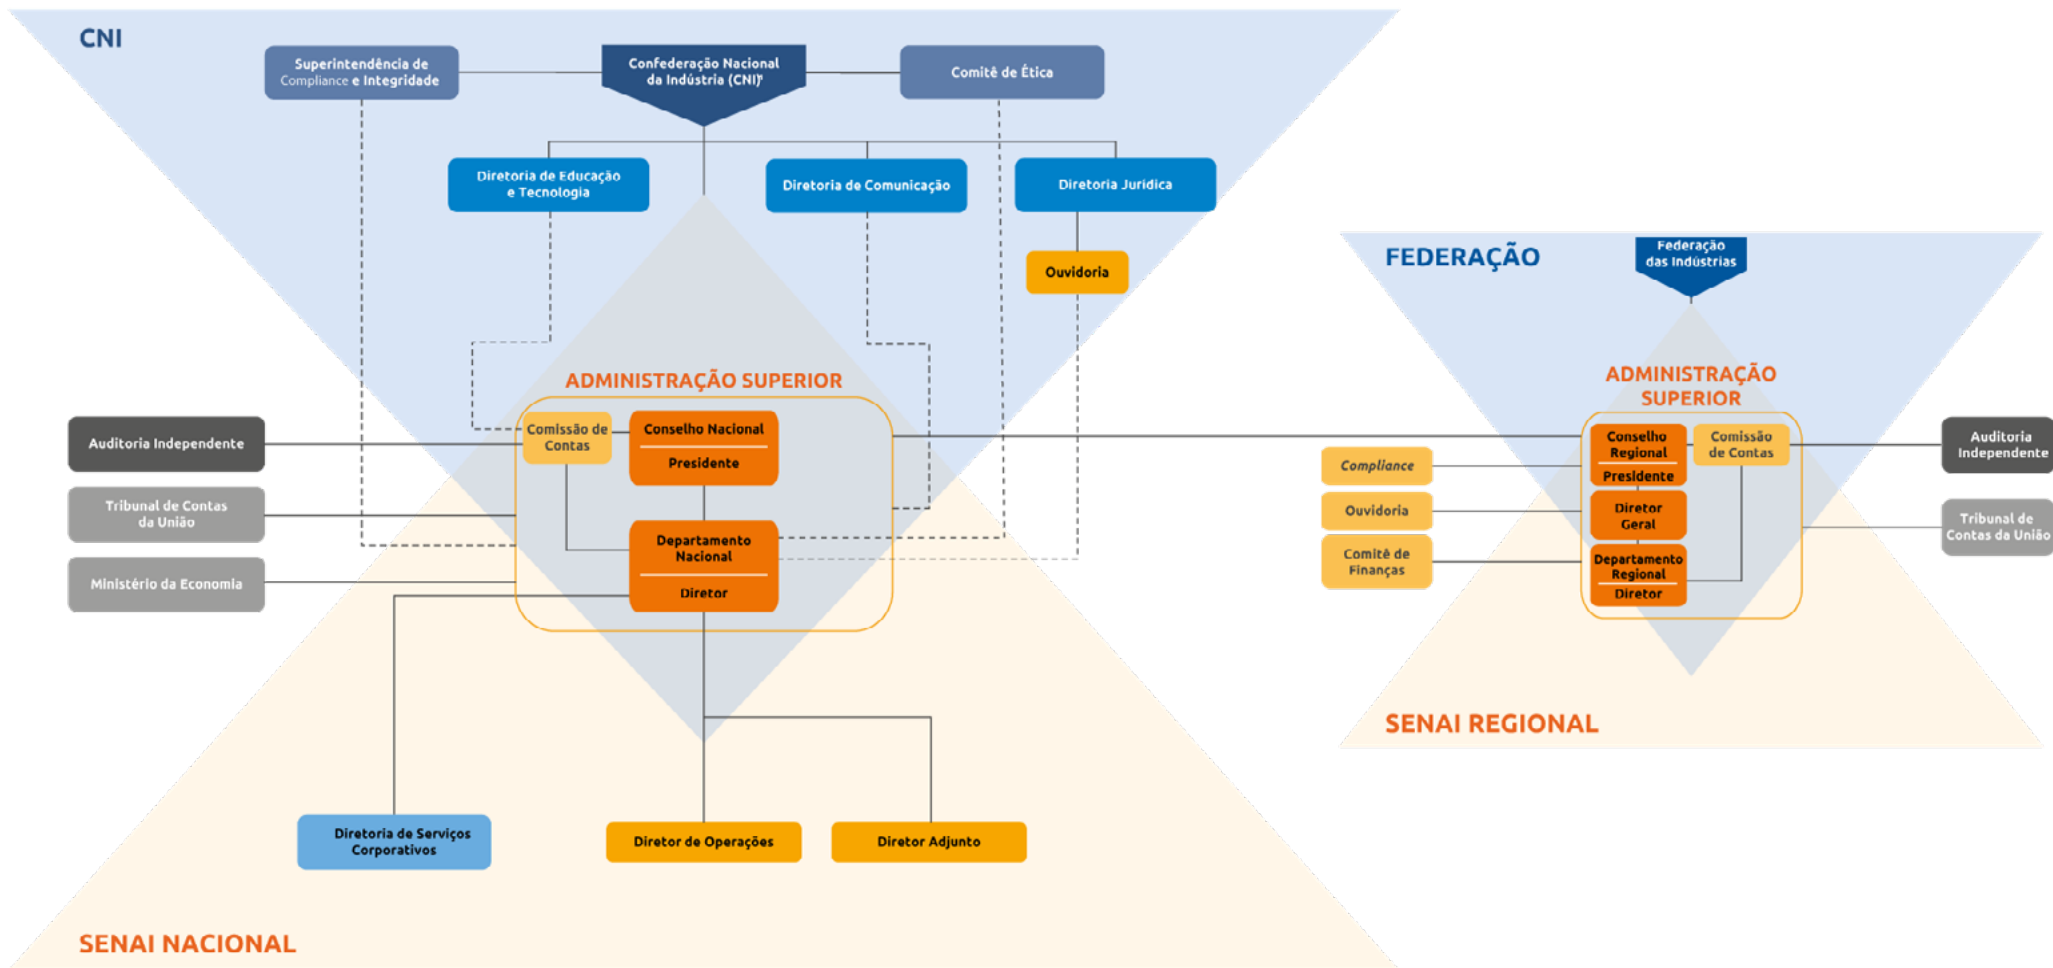 CNI
Superintendência de
Compliance e Integridade
Confederação Nacional
da Indústria (CNI)*
Comitê de Ética
Diretoria de Educação
e Tecnologia
Diretoria de Comunicação
Diretoria Jurídica
Ouvidoria
ADMINISTRAÇÃO SUPERIOR
Comissão de
Contas
Conselho Nacional
Presidente
Departamento
Nacional
Diretor
Auditoria Independente
Tribunal de Contas
da União
Ministério da Economia
Diretoria de Serviços
Corporativos
Diretor de Operações
Diretor Adjunto
SENAI NACIONAL
FEDERAÇÃO
Federação
das Indústrias
ADMINISTRAÇÃO
SUPERIOR
Conselho
Regional
Presidente
Comissão
de Contas
Diretor
Geral
Departamento
Regional
Diretor
Compliance
Ouvidoria
Comitê de
Finanças
Auditoria
Independente
Tribunal de
Contas da União
SENAI REGIONAL